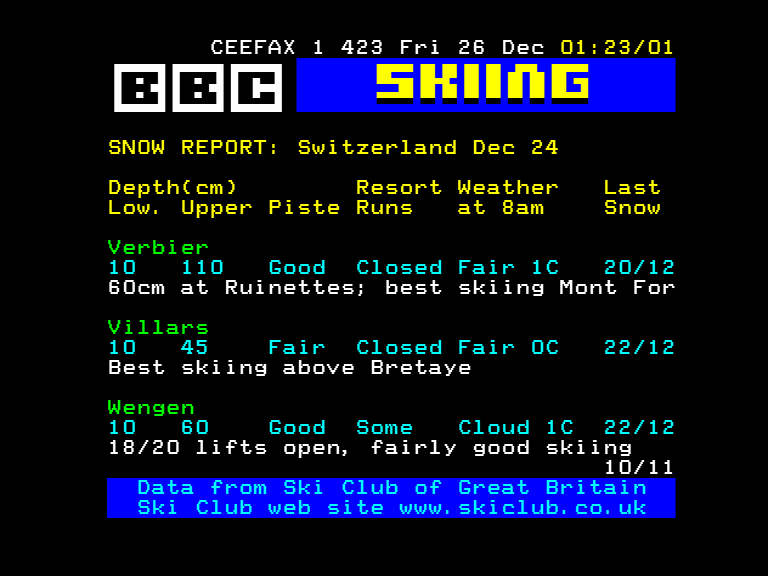 CEEFAX 1 423 Fri 26 Dec 01:23/01
BBC SKIING
SNOW REPORT: Switzerland Dec 24
Depth(cm) Resort Weather Last
Low. Upper Piste Runs at 8am Snow
Verbier
10 110 Good Closed Fair 1C 20/12
60cm at Ruinettes; best skiing Mont For
Villars
10 45 Fair Closed Fair 0C 22/12
Best skiing above Bretaye
Wengen
10 60 Good Some Cloud 1C 22/12
18/20 lifts open, fairly good skiing
10/11
Data from Ski Club of Great Britain
Ski Club web site www.skiclub.co.uk